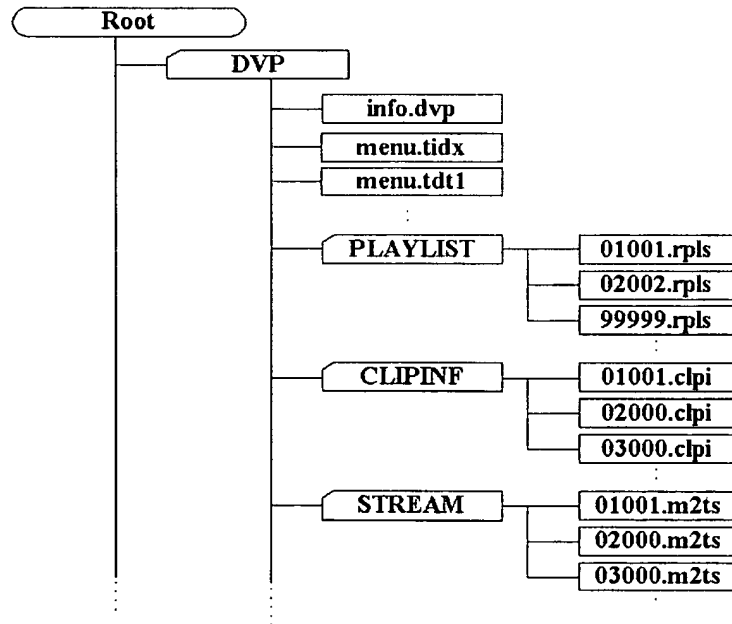 Root
DVP
info.dvp
menu.tidx
menu.tdt1
PLAYLIST
01001.rpls
02002.rpls
99999.rpls
CLIPINF
01001.clpi
02000.clpi
03000.clpi
STREAM
01001.m2ts
02000.m2ts
03000.m2ts